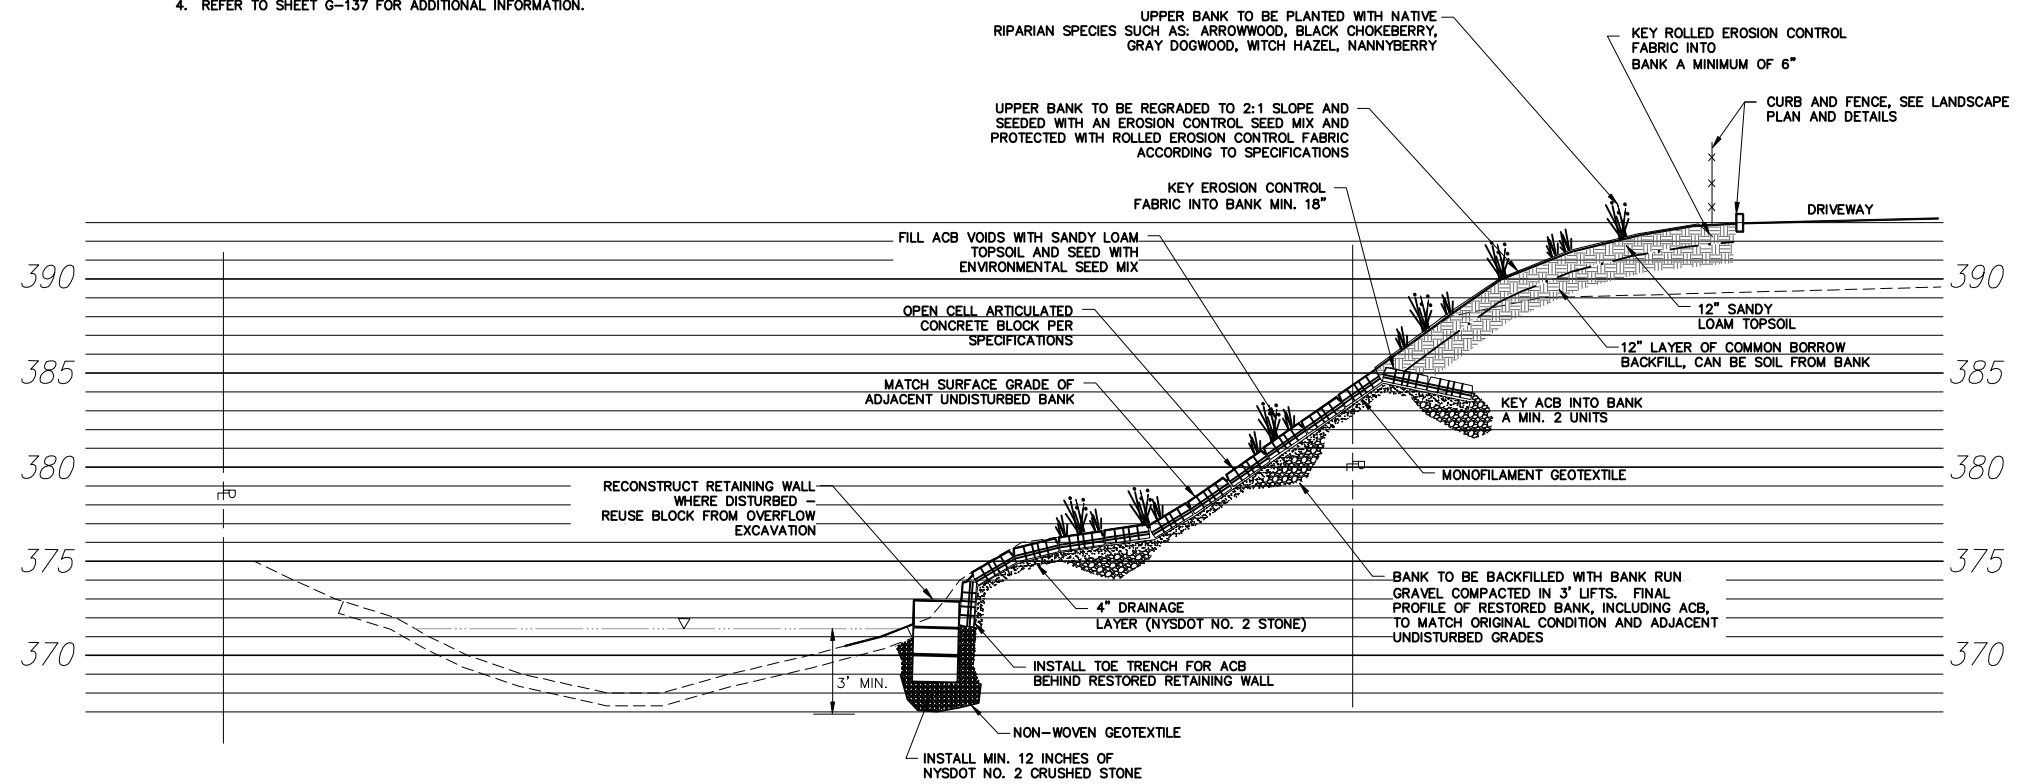 4. REFER TO SHEET G-137 FOR ADDITIONAL INFORMATION.
UPPER BANK TO BE PLANTED WITH NATIVE
RIPARIAN SPECIES SUCH AS: ARROWWOOD, BLACK CHOKEBERRY,
GRAY DOGWOOD, WITCH HAZEL, NANNYBERRY
KEY ROLLED EROSION CONTROL
FABRIC INTO
BANK A MINIMUM OF 6"
CURB AND FENCE, SEE LANDSCAPE
PLAN AND DETAILS
UPPER BANK TO BE REGRADED TO 2:1 SLOPE AND
SEEDED WITH AN EROSION CONTROL SEED MIX AND
PROTECTED WITH ROLLED EROSION CONTROL FABRIC
ACCORDING TO SPECIFICATIONS
KEY EROSION CONTROL
FABRIC INTO BANK MIN. 18"
DRIVEWAY
FILL ACB VOIDS WITH SANDY LOAM
TOPSOIL AND SEED WITH
ENVIRONMENTAL SEED MIX
390
390
OPEN CELL ARTICULATED
CONCRETE BLOCK PER
SPECIFICATIONS
12" SANDY
LOAM TOPSOIL
12" LAYER OF COMMON BORROW
BACKFILL, CAN BE SOIL FROM BANK
385
385
MATCH SURFACE GRADE OF
ADJACENT UNDISTURBED BANK
KEY ACB INTO BANK
A MIN. 2 UNITS
380
380
MONOFILAMENT GEOTEXTILE
RECONSTRUCT RETAINING WALL
WHERE DISTURBED -
REUSE BLOCK FROM OVERFLOW
EXCAVATION
375
375
BANK TO BE BACKFILLED WITH BANK RUN
GRAVEL COMPACTED IN 3' LIFTS. FINAL
PROFILE OF RESTORED BANK, INCLUDING ACB,
TO MATCH ORIGINAL CONDITION AND ADJACENT
UNDISTURBED GRADES
4" DRAINAGE
LAYER (NYSDOT NO. 2 STONE)
370
370
INSTALL TOE TRENCH FOR ACB
BEHIND RESTORED RETAINING WALL
3' MIN.
NON-WOVEN GEOTEXTILE
INSTALL MIN. 12 INCHES OF
NYSDOT NO. 2 CRUSHED STONE